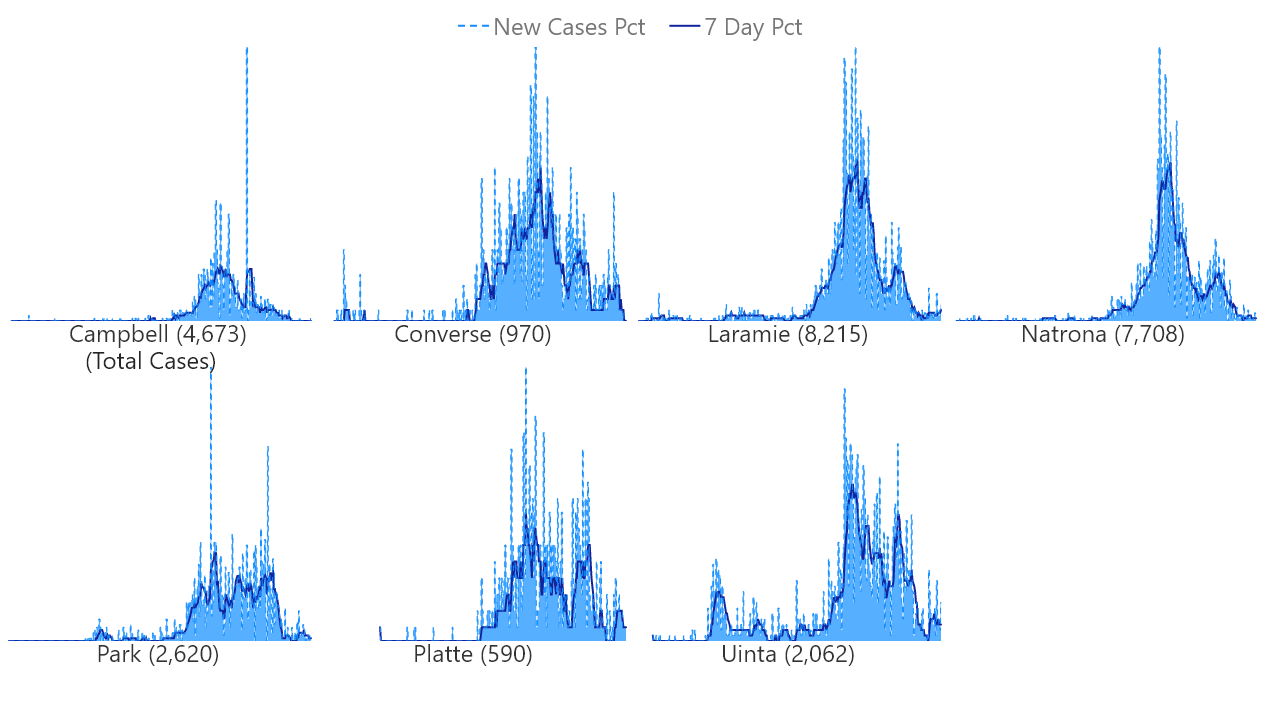 New Cases Pct 7 Day Pct
Campbell (4,673) Converse (970) Laramie (8,215) Natrona (7,708)
(Total Cases)
Park (2,620) Platte (590) Uinta (2,062)